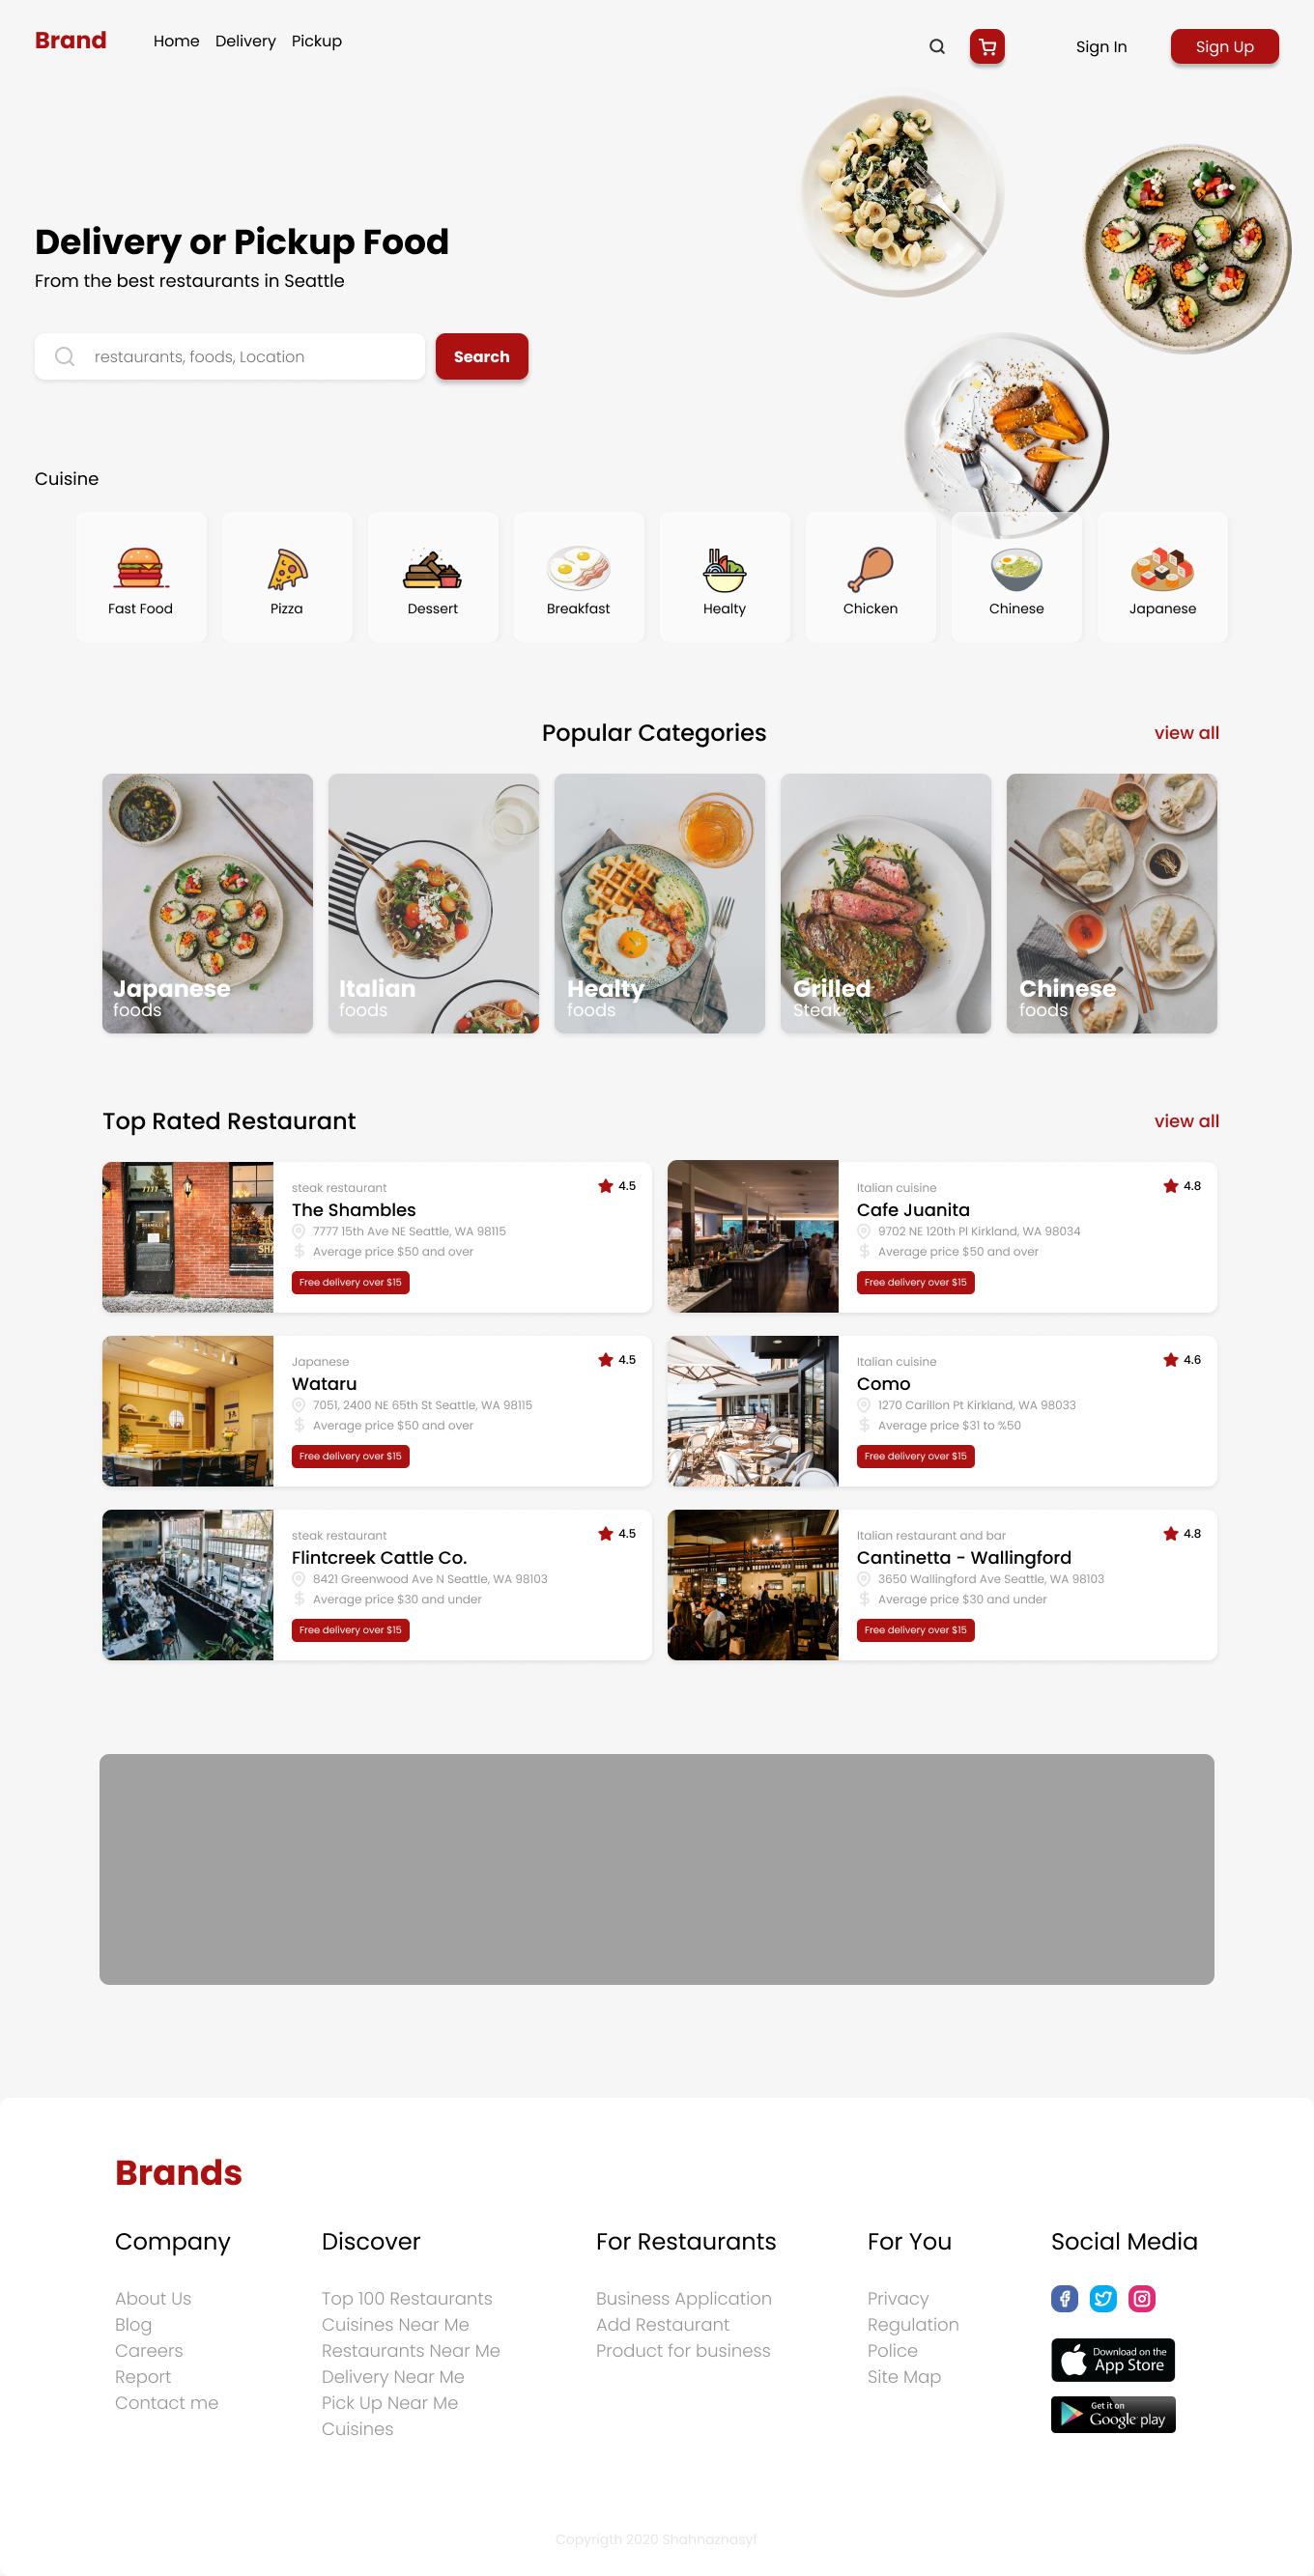 Brand
Home
Delivery
Pickup
Sign In
Sign Up
Delivery or Pickup Food
From the best restaurants in Seattle
restaurants, foods, Location
Search
Cuisine
Fast Food
Pizza
Dessert
Breakfast
Healty
Chicken
Chinese
Japanese
Popular Categories
view all
Japanese
foods
Italian
foods
Healty
foods
Grilled
Steak
Chinese
foods
Top Rated Restaurant
view all
steak restaurant
4.5
The Shambles
7777 15th Ave NE Seattle, WA 98115
Average price $50 and over
Free delivery over $15
Italian cuisine
4.8
Cafe Juanita
9702 NE 120th Pl Kirkland, WA 98034
Average price $50 and over
Free delivery over $15
Japanese
4.5
Wataru
7051, 2400 NE 65th St Seattle, WA 98115
Average price $50 and over
Free delivery over $15
Italian cuisine
4.6
Como
1270 Carillon Pt Kirkland, WA 98033
Average price $31 to %50
Free delivery over $15
steak restaurant
4.5
Flintcreek Cattle Co.
8421 Greenwood Ave N Seattle, WA 98103
Average price $30 and under
Free delivery over $15
Italian restaurant and bar
4.8
Cantinetta - Wallingford
3650 Wallingford Ave Seattle, WA 98103
Average price $30 and under
Free delivery over $15
Brands
Company
About Us
Blog
Careers
Report
Contact me
Discover
Top 100 Restaurants
Cuisines Near Me
Restaurants Near Me
Delivery Near Me
Pick Up Near Me
Cuisines
For Restaurants
Business Application
Add Restaurant
Product for business
For You
Privacy
Regulation
Police
Site Map
Social Media
Download on the
App Store
Get it on
Google play
Copyrigth 2020 Shahnaznasyf